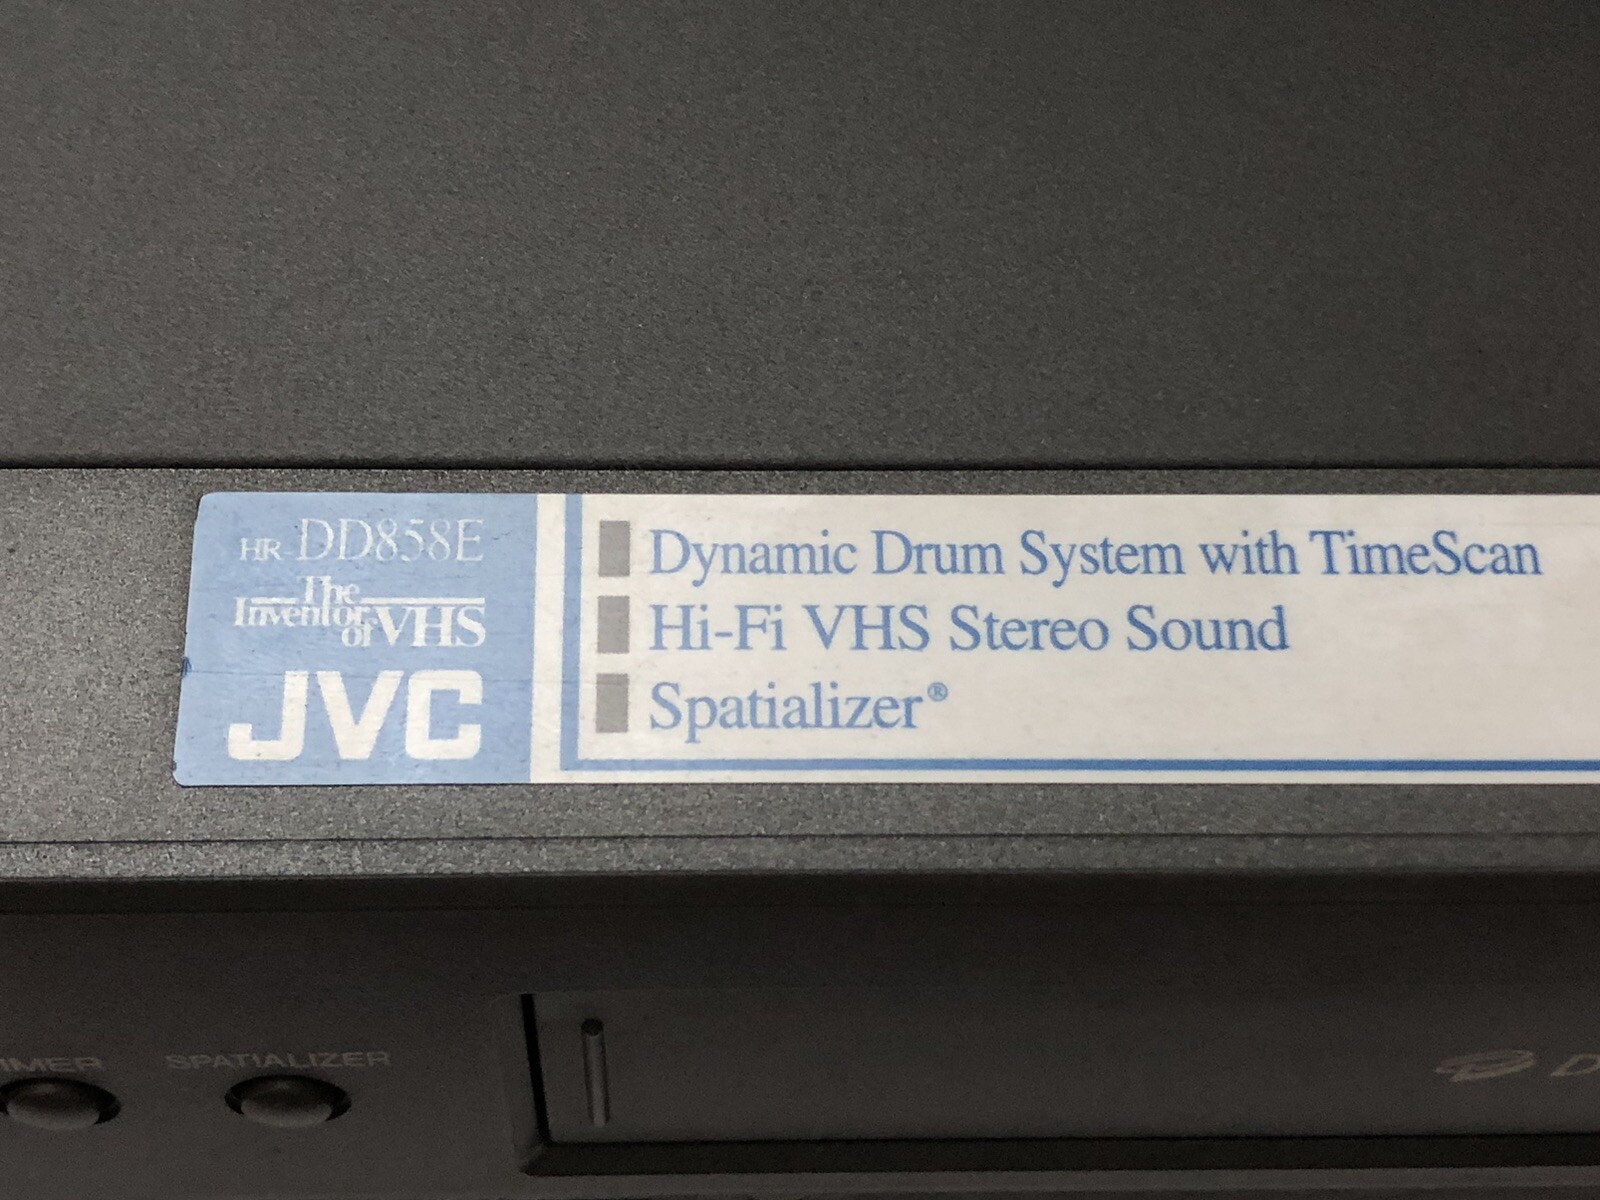 HR-DD858E
The
Inventor
of VHS
JVC
Dynamic Drum System with TimeScan
Hi-Fi VHS Stereo Sound
Spatializer®
SPATIALIZER